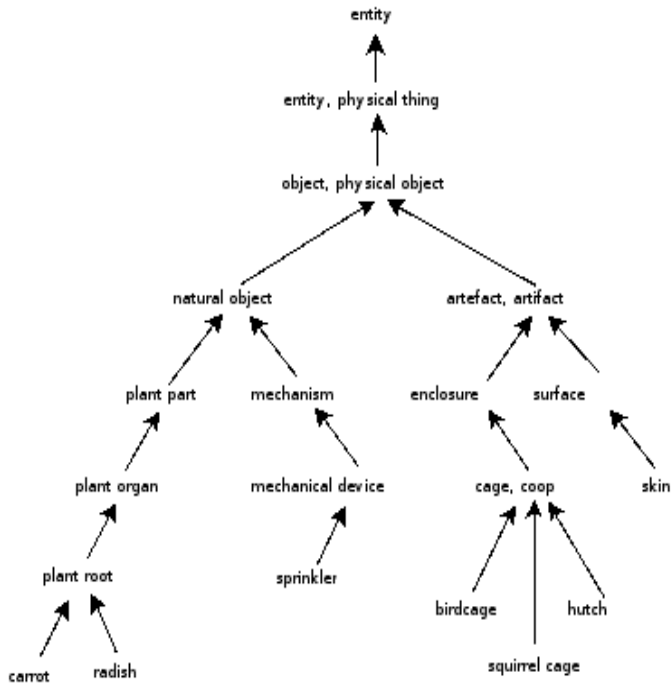 entity
entity, physical thing
object, physical object
natural object
artefact, artifact
plant part
mechanism
enclosure
surface
plant organ
mechanical device
cage, coop
skin
plant root
sprinkler
birdcage
hutch
carrot
radish
squirrel cage